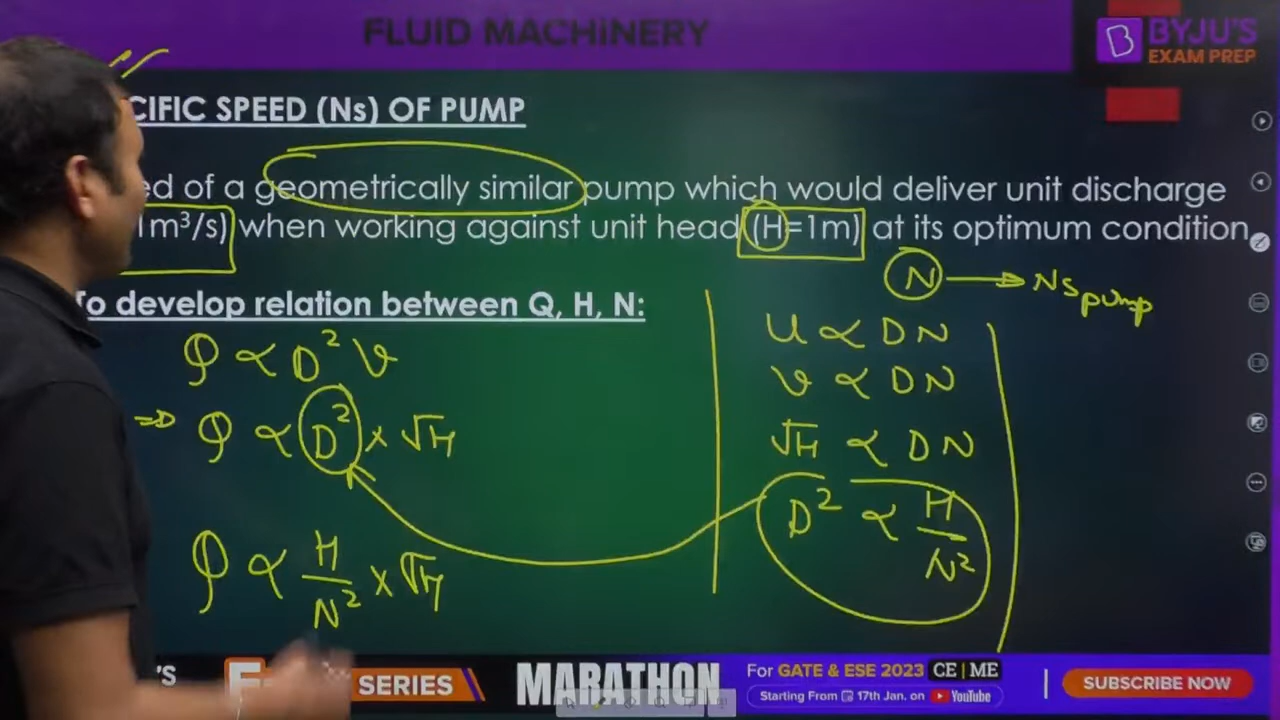 FLUID MACHINERY
BYJU'S
EXAM PREP
CIFIC SPEED (Ns) OF PUMP
ed of a geometrically similar pump which would deliver unit discharge
1m³/s) when working against unit head (H=1m) at its optimum condition
N → Ns pump
To develop relation between Q, H, N:
Q ∝ D² v
⇒ Q ∝ D² × √H
Q ∝ H/N² × √H
u ∝ DN
v ∝ DN
√H ∝ DN
D² ∝ H/N²
'S
SERIES
MARATHON
For GATE & ESE 2023 CE | ME
Starting From 17th Jan. on YouTube
SUBSCRIBE NOW